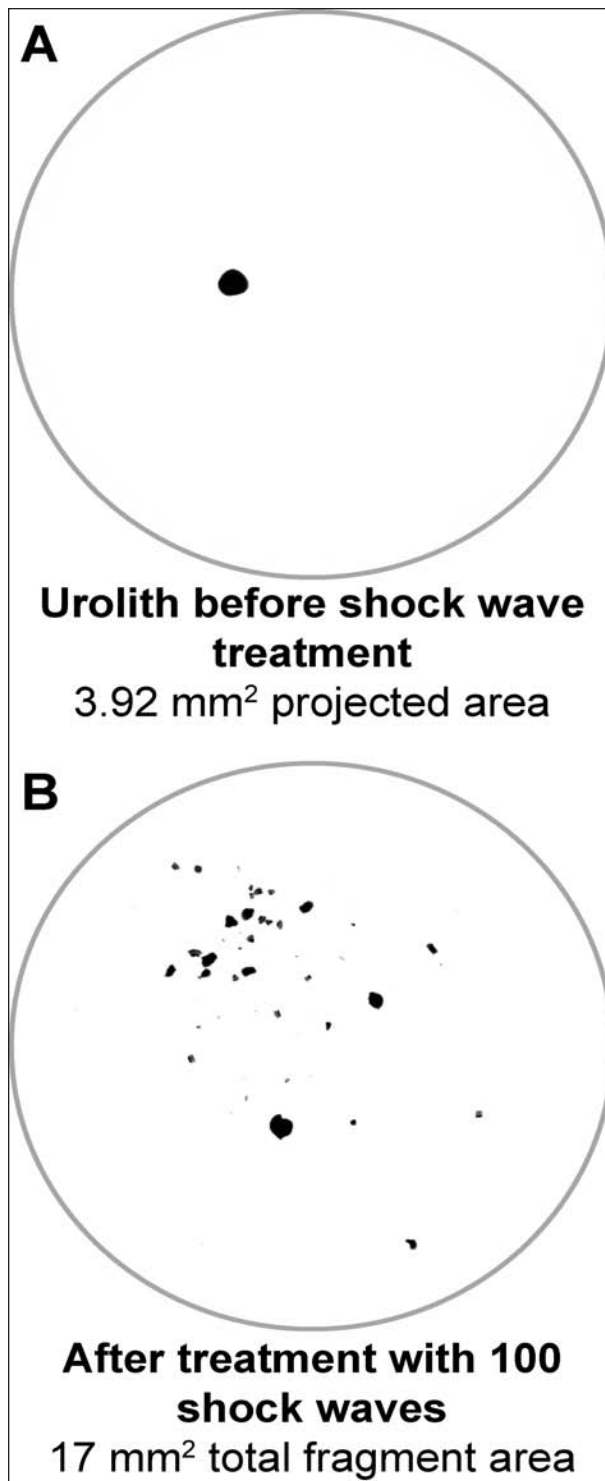 A
Urolith before shock wave
treatment
3.92 mm² projected area
B
After treatment with 100
shock waves
17 mm² total fragment area